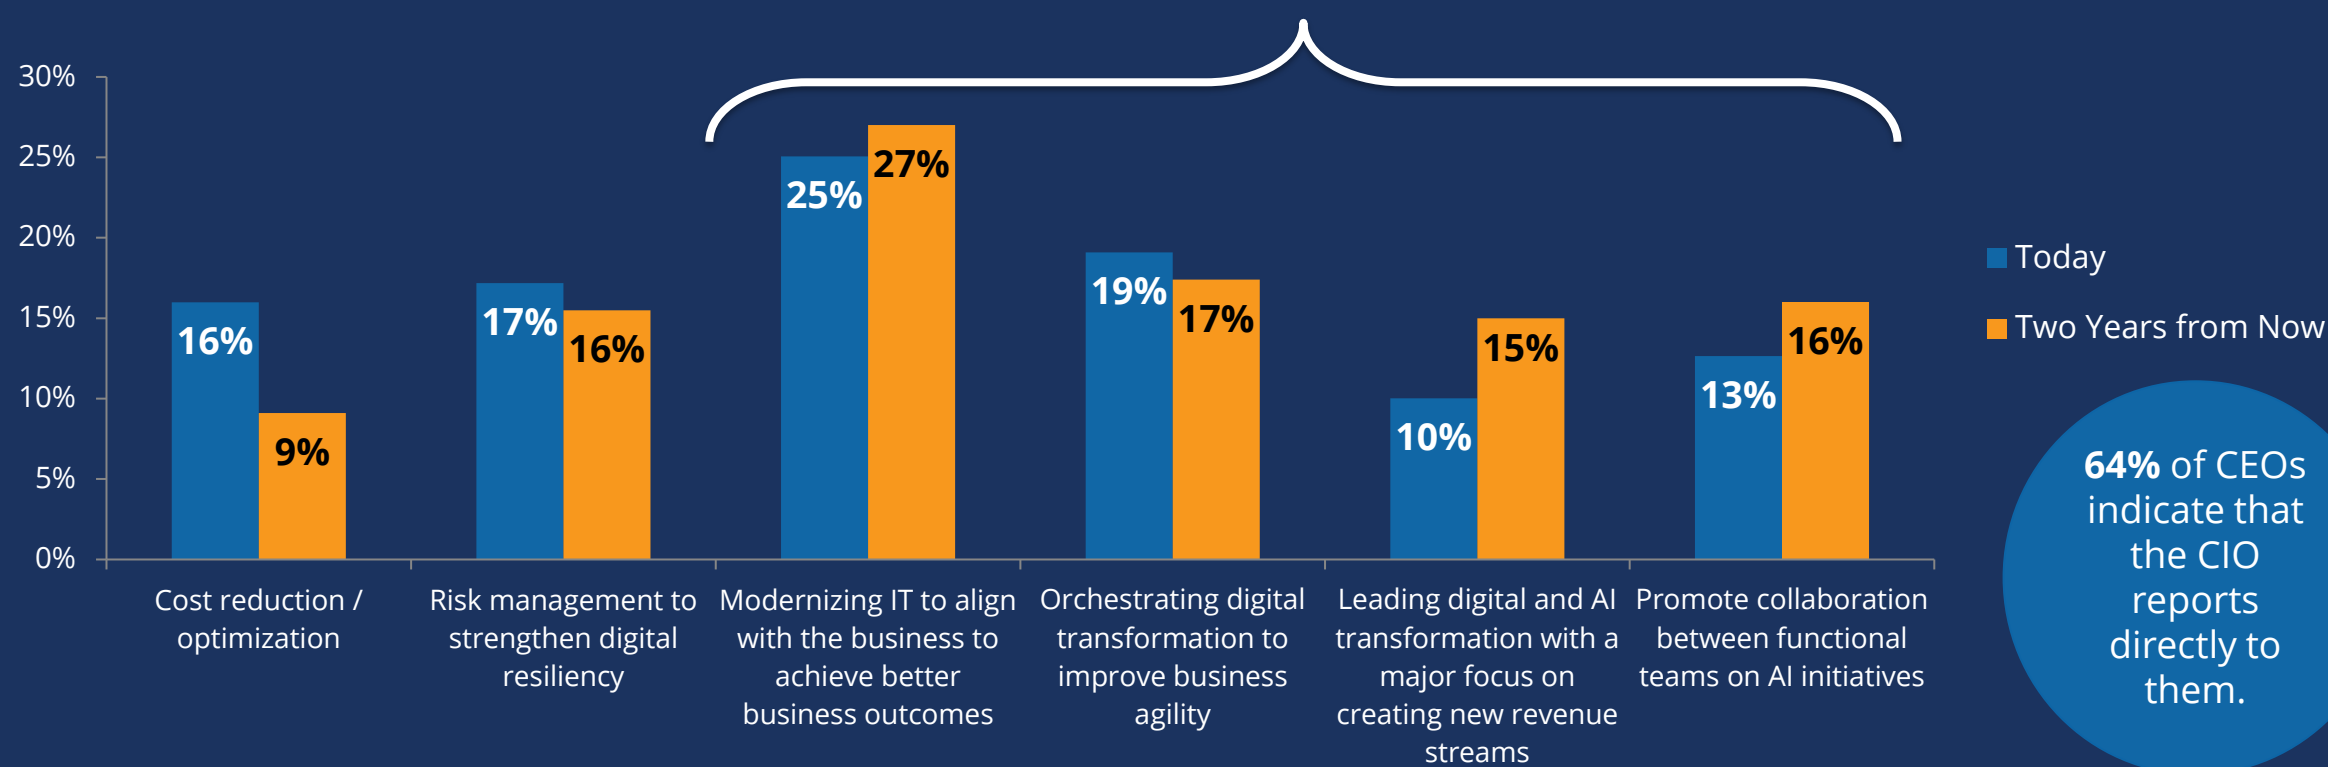 30%
25%
20%
15%
10%
5%
0%
16%
9%
17%
16%
25%
27%
19%
17%
10%
15%
13%
16%
Cost reduction /
optimization
Risk management to
strengthen digital
resiliency
Modernizing IT to align
with the business to
achieve better
business outcomes
Orchestrating digital
transformation to
improve business
agility
Leading digital and AI
transformation with a
major focus on
creating new revenue
streams
Promote collaboration
between functional
teams on AI initiatives
Today
Two Years from Now
64% of CEOs
indicate that
the CIO
reports
directly to
them.